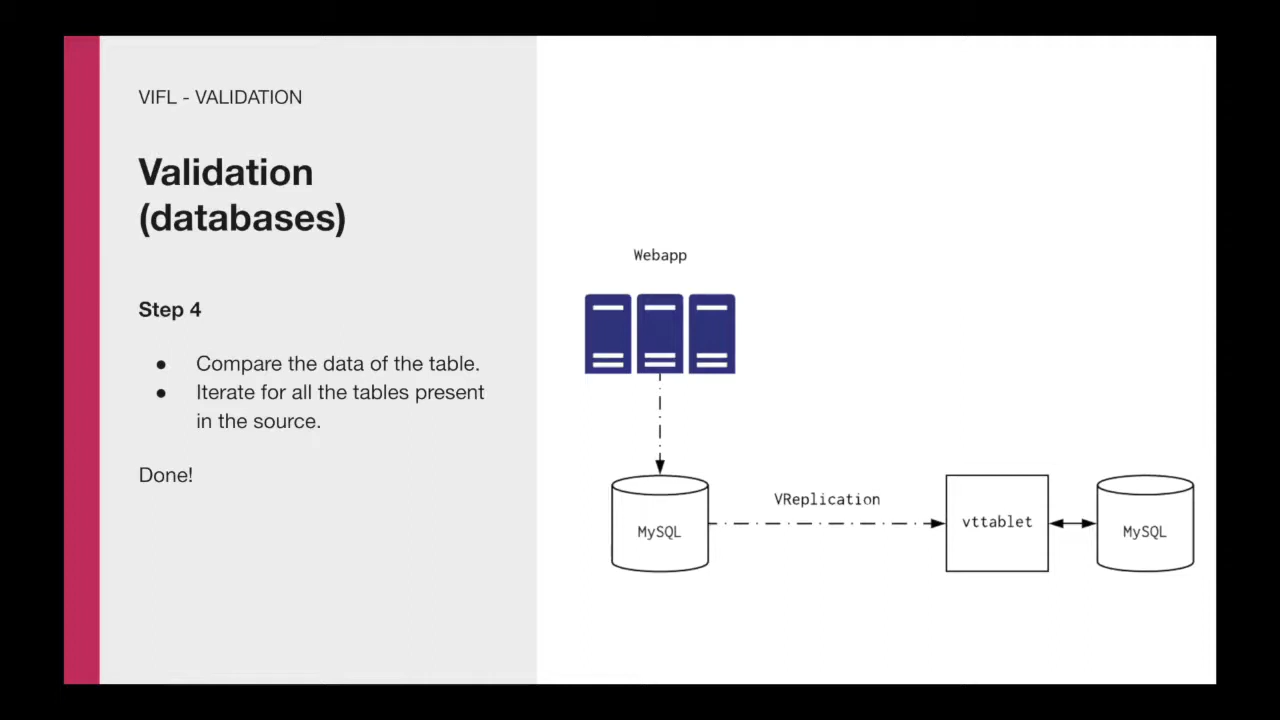 VIFL - VALIDATION
Validation
(databases)
Step 4
● Compare the data of the table.
● Iterate for all the tables present
in the source.
Done!
Webapp
MySQL
VReplication
vttablet
MySQL